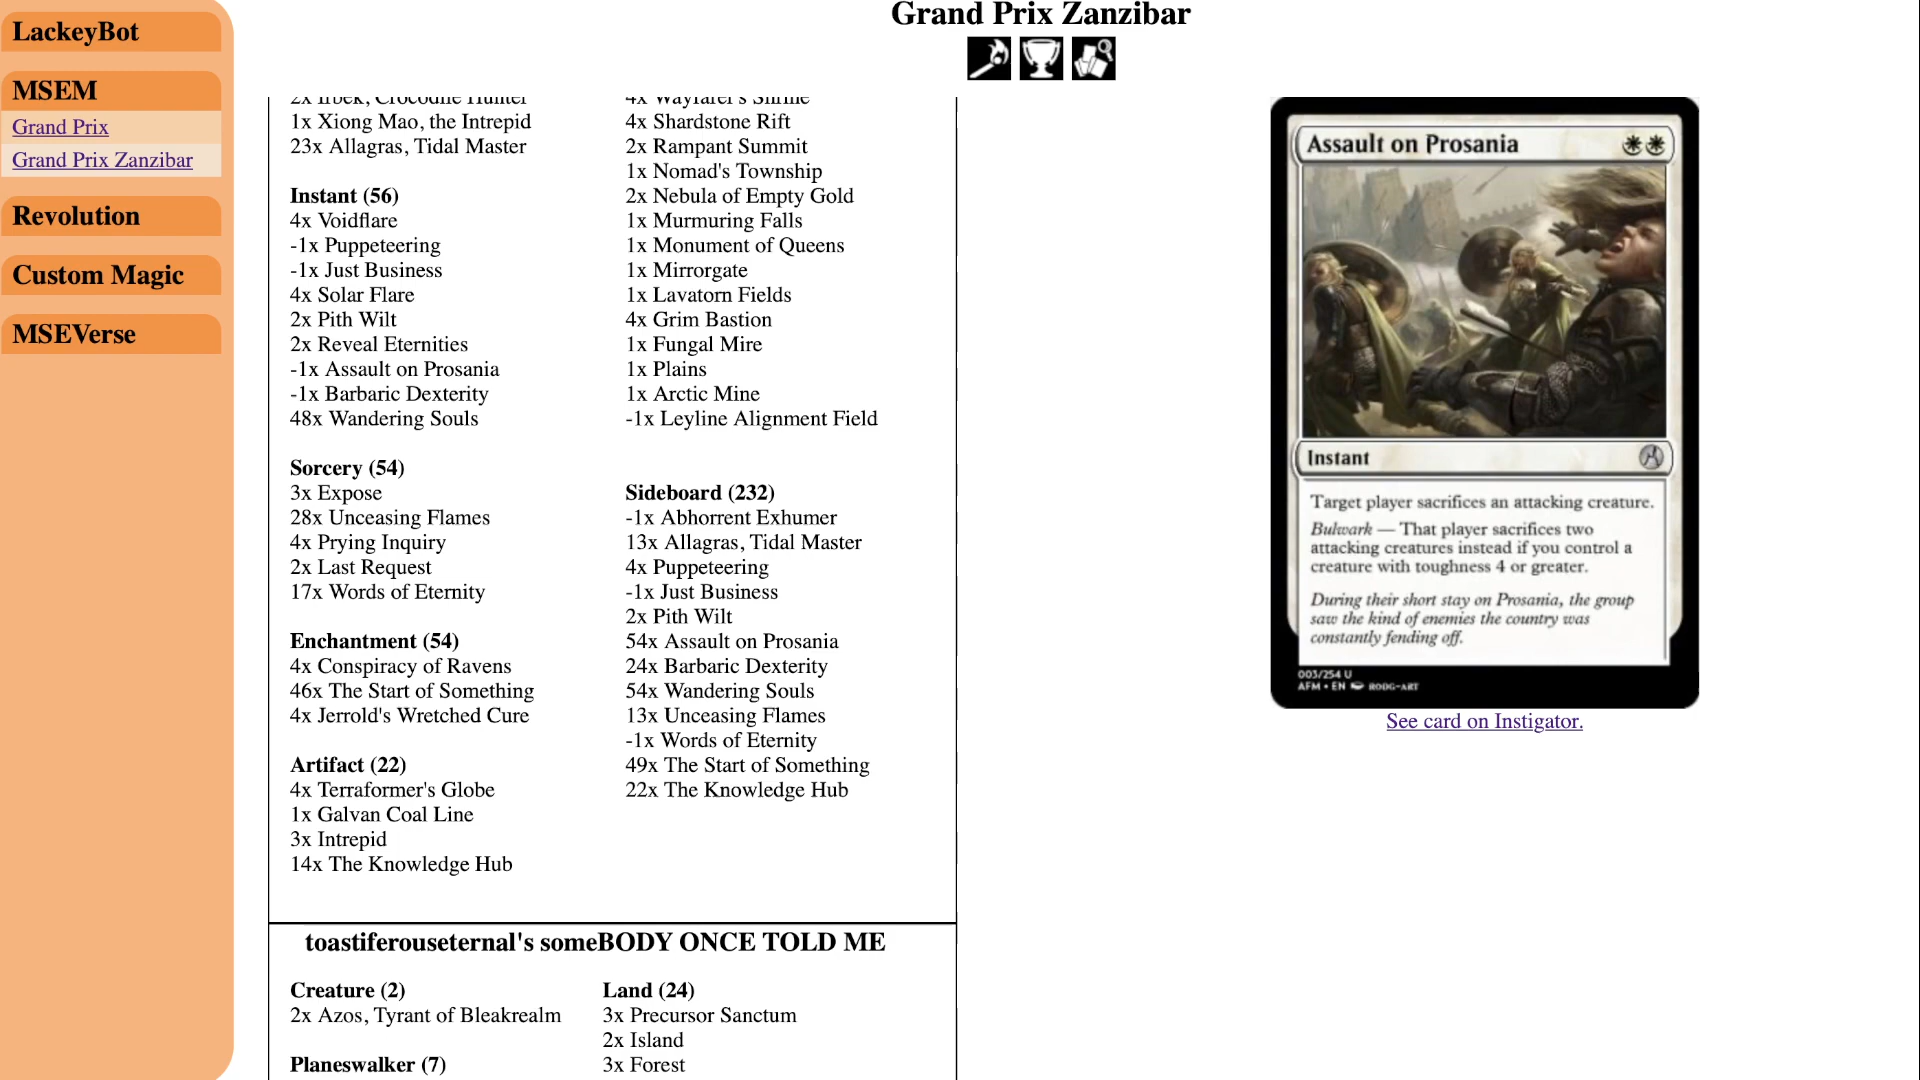 LackeyBot
MSEM
Grand Prix
Grand Prix Zanzibar
Revolution
Custom Magic
MSEVerse
Grand Prix Zanzibar
2x Irbek, Crocodile Hunter
1x Xiong Mao, the Intrepid
23x Allagras, Tidal Master
Instant (56)
4x Voidflare
-1x Puppeteering
-1x Just Business
4x Solar Flare
2x Pith Wilt
2x Reveal Eternities
-1x Assault on Prosania
-1x Barbaric Dexterity
48x Wandering Souls
Sorcery (54)
3x Expose
28x Unceasing Flames
4x Prying Inquiry
2x Last Request
17x Words of Eternity
Enchantment (54)
4x Conspiracy of Ravens
46x The Start of Something
4x Jerrold's Wretched Cure
Artifact (22)
4x Terraformer's Globe
1x Galvan Coal Line
3x Intrepid
14x The Knowledge Hub
4x Wayfarer's Shrine
4x Shardstone Rift
2x Rampant Summit
1x Nomad's Township
2x Nebula of Empty Gold
1x Murmuring Falls
1x Monument of Queens
1x Mirrorgate
1x Lavatorn Fields
4x Grim Bastion
1x Fungal Mire
1x Plains
1x Arctic Mine
-1x Leyline Alignment Field
Sideboard (232)
-1x Abhorrent Exhumer
13x Allagras, Tidal Master
4x Puppeteering
-1x Just Business
2x Pith Wilt
54x Assault on Prosania
24x Barbaric Dexterity
54x Wandering Souls
13x Unceasing Flames
-1x Words of Eternity
49x The Start of Something
22x The Knowledge Hub
toastiferouseternal's someBODY ONCE TOLD ME
Creature (2)
2x Azos, Tyrant of Bleakrealm
Planeswalker (7)
Land (24)
3x Precursor Sanctum
2x Island
3x Forest
Assault on Prosania
Instant
Target player sacrifices an attacking creature.
Bulwark — That player sacrifices two
attacking creatures instead if you control a
creature with toughness 4 or greater.
During their short stay on Prosania, the group
saw the kind of enemies the country was
constantly fending off.
003/254 U
AFM • EN RODG-ART
See card on Instigator.